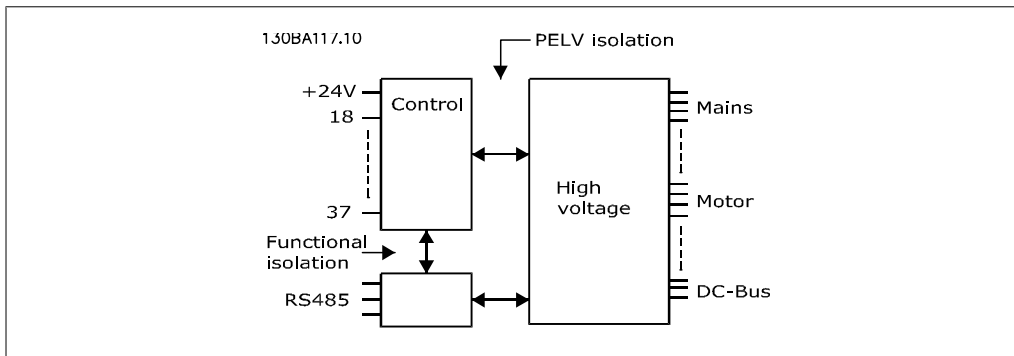 130BA117.10
PELV isolation
+24V
Control
Mains
18
High
voltage
Motor
37
Functional
isolation
RS485
DC-Bus